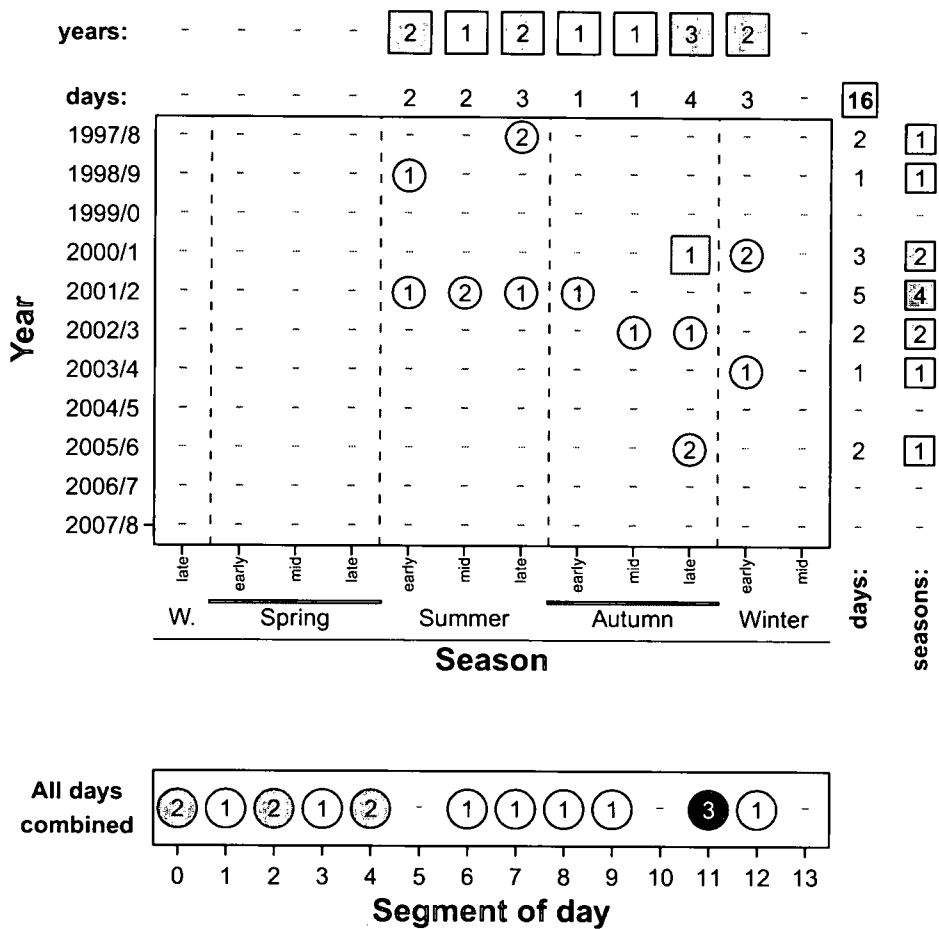 years: - - - - 2 1 2 1 1 3 2 -
days: - - - - 2 2 3 1 1 4 3 - 16
1997/8 - - - - - - 2 - - - - - 2 1
1998/9 - - - - 1 - - - - - - - 1 1
1999/0 - - - - - - - - - - - - - -
2000/1 - - - - - - - - - 1 2 - 3 2
2001/2 - - - - 1 2 1 1 - - - - 5 4
2002/3 - - - - - - - - 1 1 - - 2 2
2003/4 - - - - - - - - - - 1 - 1 1
2004/5 - - - - - - - - - - - - - -
2005/6 - - - - - - - - - 2 - - 2 1
2006/7 - - - - - - - - - - - - - -
2007/8 - - - - - - - - - - - - - -
Year
late early mid late early mid late early mid late early mid
days: seasons:
W. Spring Summer Autumn Winter
Season
All days
combined
2 1 2 1 2 - 1 1 1 1 - 3 1 -
0 1 2 3 4 5 6 7 8 9 10 11 12 13
Segment of day